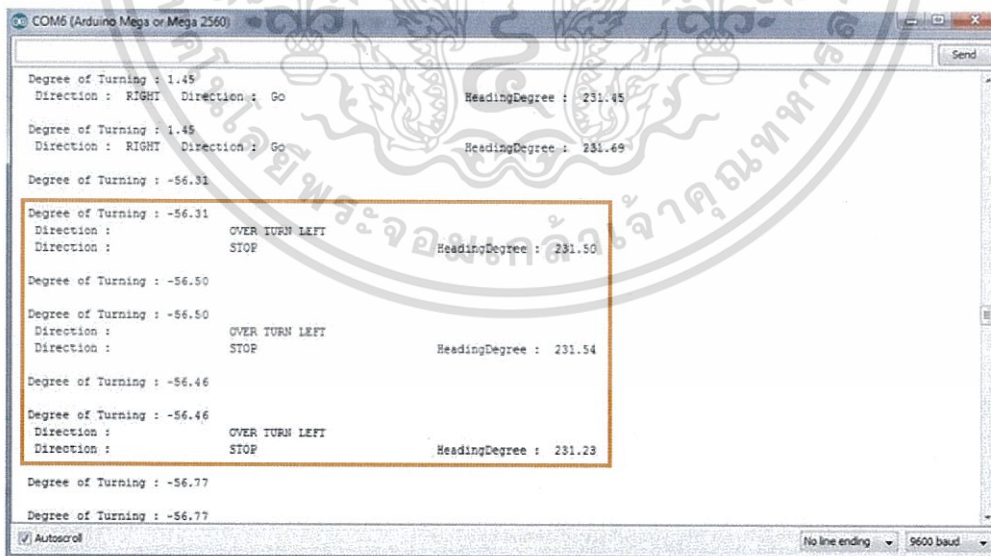 COM6 (Arduino Mega or Mega 2560)
Send
Degree of Turning : 1.45
Direction : RIGHT Direction : Go HeadingDegree : 231.45
Degree of Turning : 1.45
Direction : RIGHT Direction : Go HeadingDegree : 231.69
Degree of Turning : -56.31
Degree of Turning : -56.31
Direction : OVER TURN LEFT
Direction : STOP HeadingDegree : 231.50
Degree of Turning : -56.50
Degree of Turning : -56.50
Direction : OVER TURN LEFT
Direction : STOP HeadingDegree : 231.54
Degree of Turning : -56.46
Degree of Turning : -56.46
Direction : OVER TURN LEFT
Direction : STOP HeadingDegree : 231.23
Degree of Turning : -56.77
Degree of Turning : -56.77
Autoscroll
No line ending
9600 baud